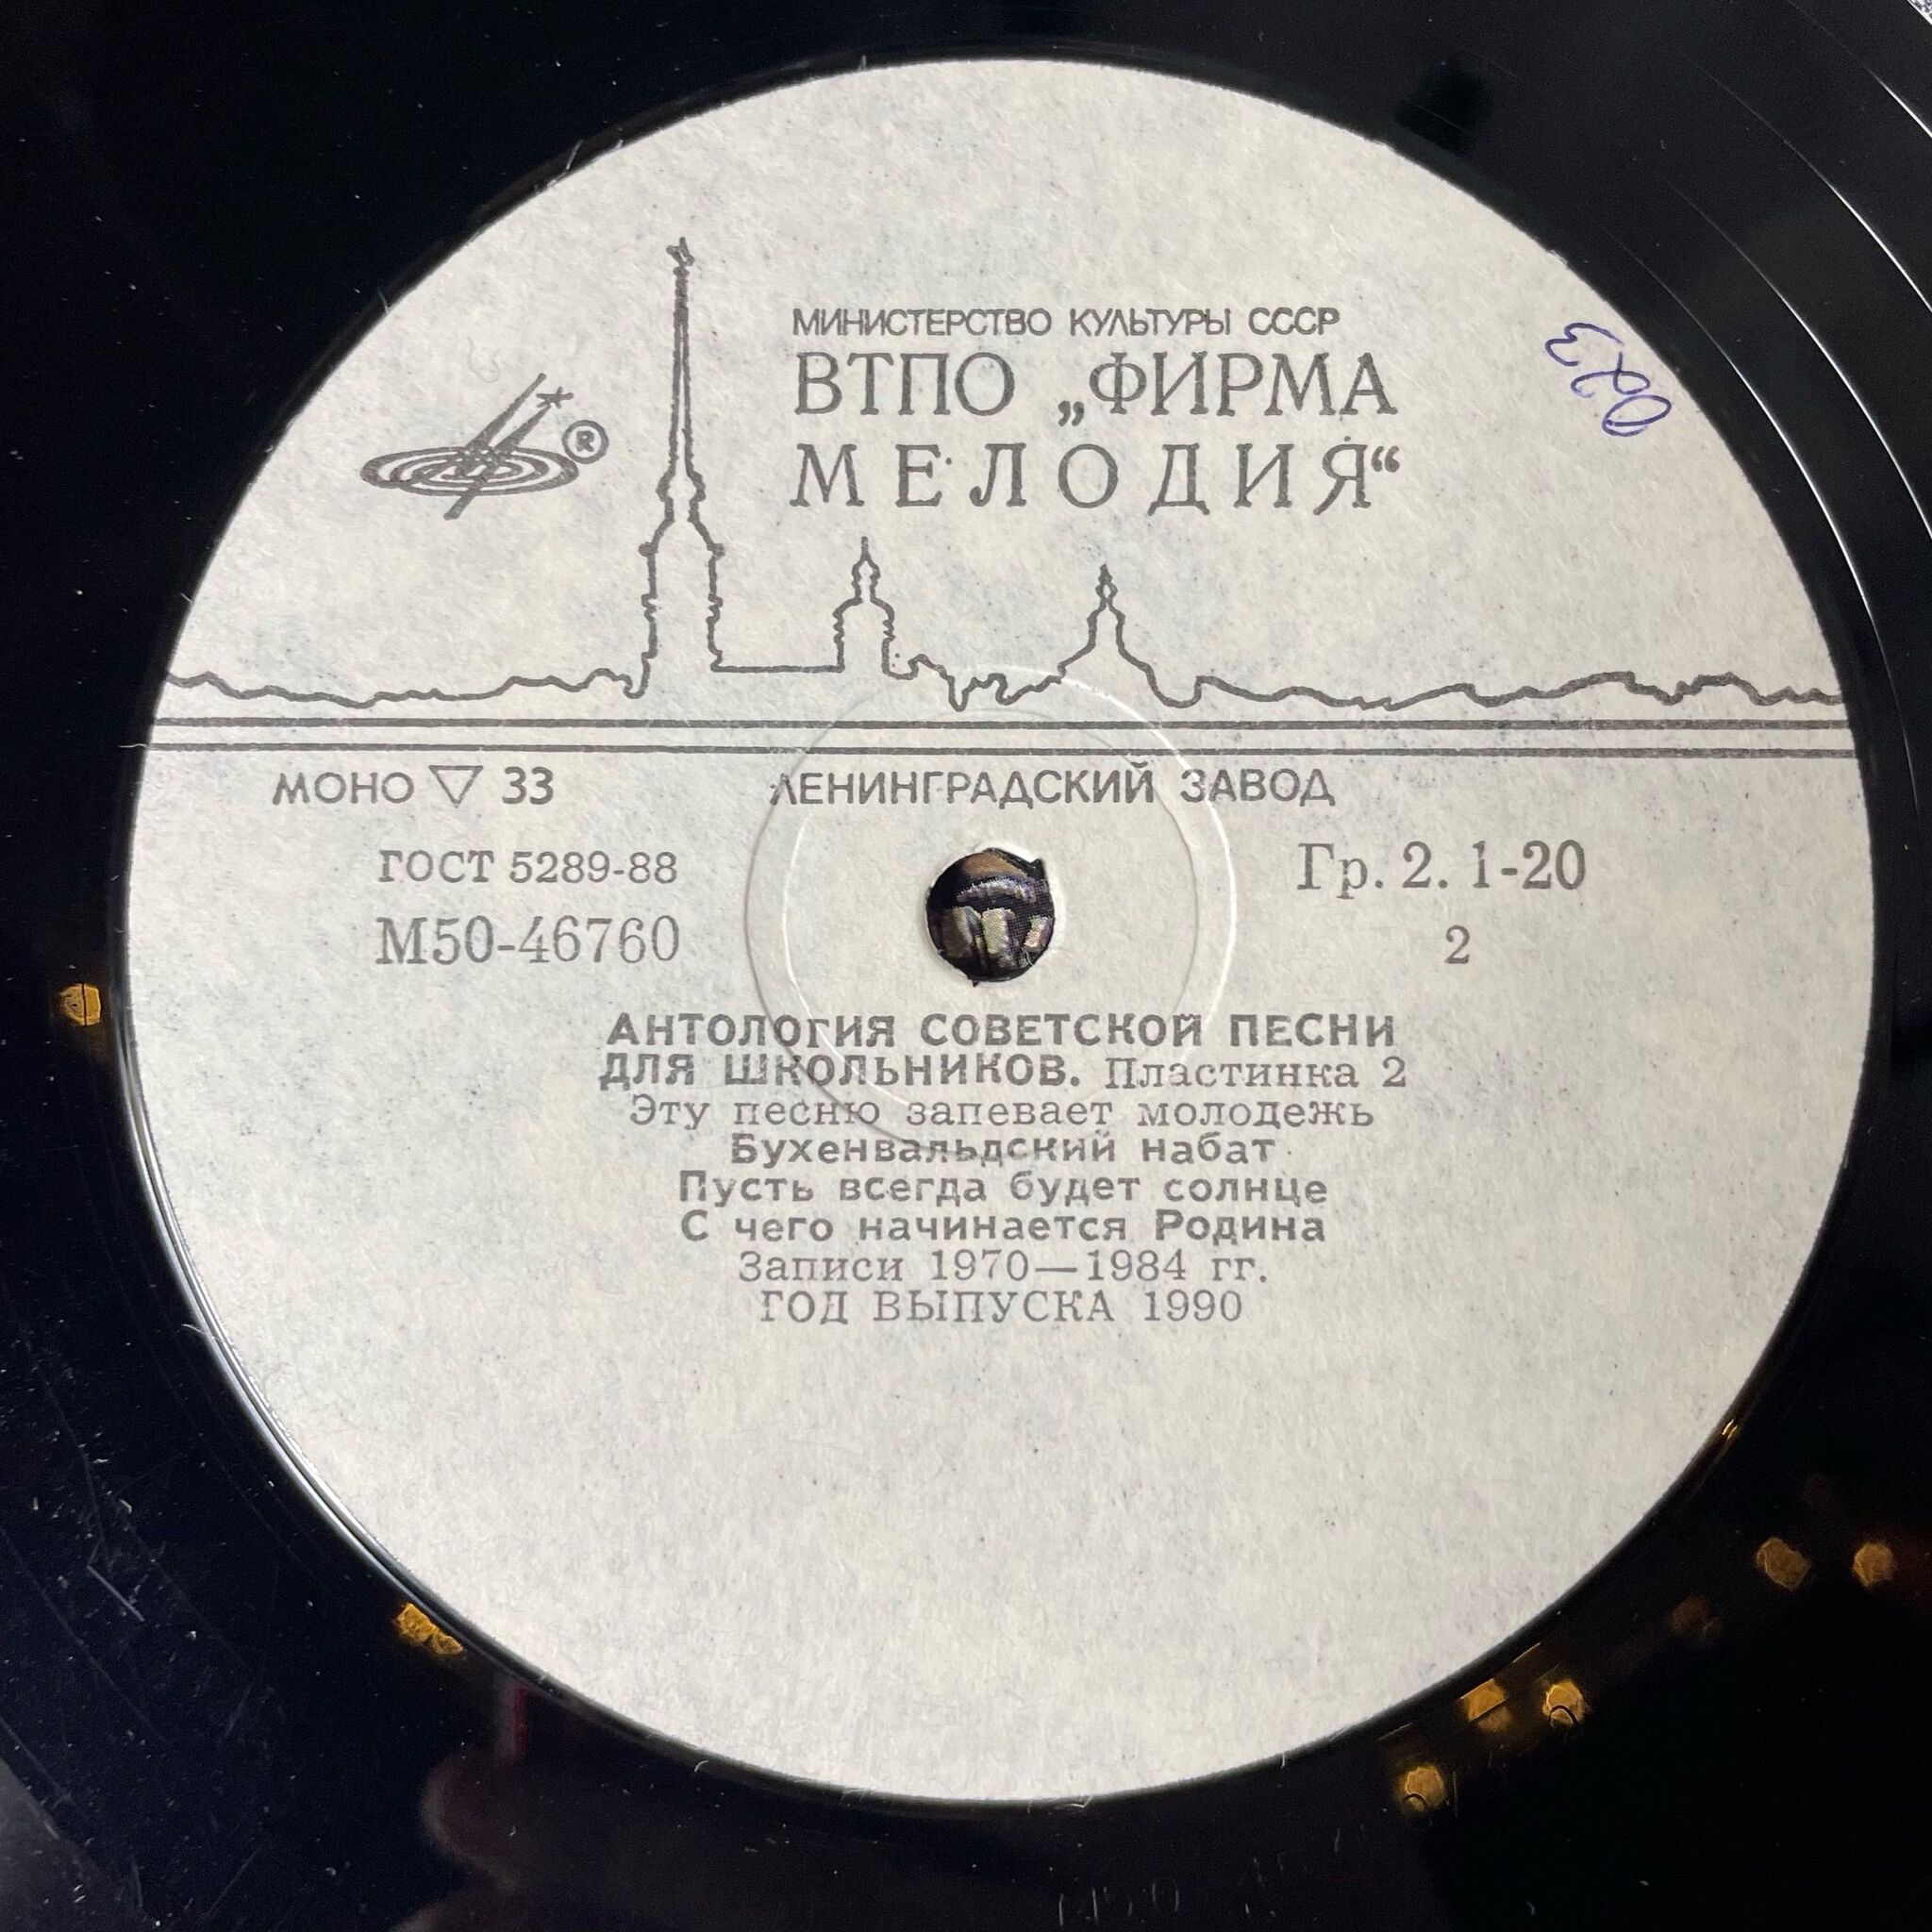 МИНИСТЕРСТВО КУЛЬТУРЫ СССР
ВТПО „ФИРМА
МЕЛОДИЯ“
®
МОНО ▽ 33
ЛЕНИНГРАДСКИЙ ЗАВОД
ГОСТ 5289-88
Гр. 2. 1-20
М50-46760
2
АНТОЛОГИЯ СОВЕТСКОЙ ПЕСНИ
ДЛЯ ШКОЛЬНИКОВ. Пластинка 2
Эту песню запевает молодежь
Бухенвальдский набат
Пусть всегда будет солнце
С чего начинается Родина
Записи 1970—1984 гг.
ГОД ВЫПУСКА 1990